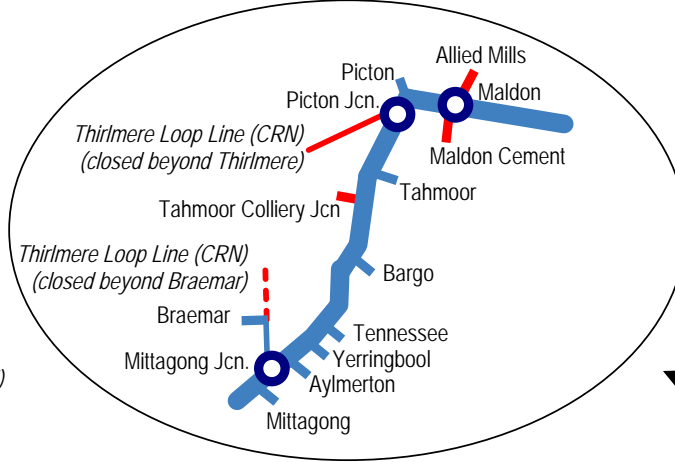 Allied Mills
Picton
Maldon
Picton Jcn.
Thirlmere Loop Line (CRN)
(closed beyond Thirlmere)
Maldon Cement
Tahmoor
Tahmoor Colliery Jcn
Thirlmere Loop Line (CRN)
(closed beyond Braemar)
Bargo
Braemar
Tennessee
Mittagong Jcn.
Yerringbool
Aylmerton
)
Mittagong